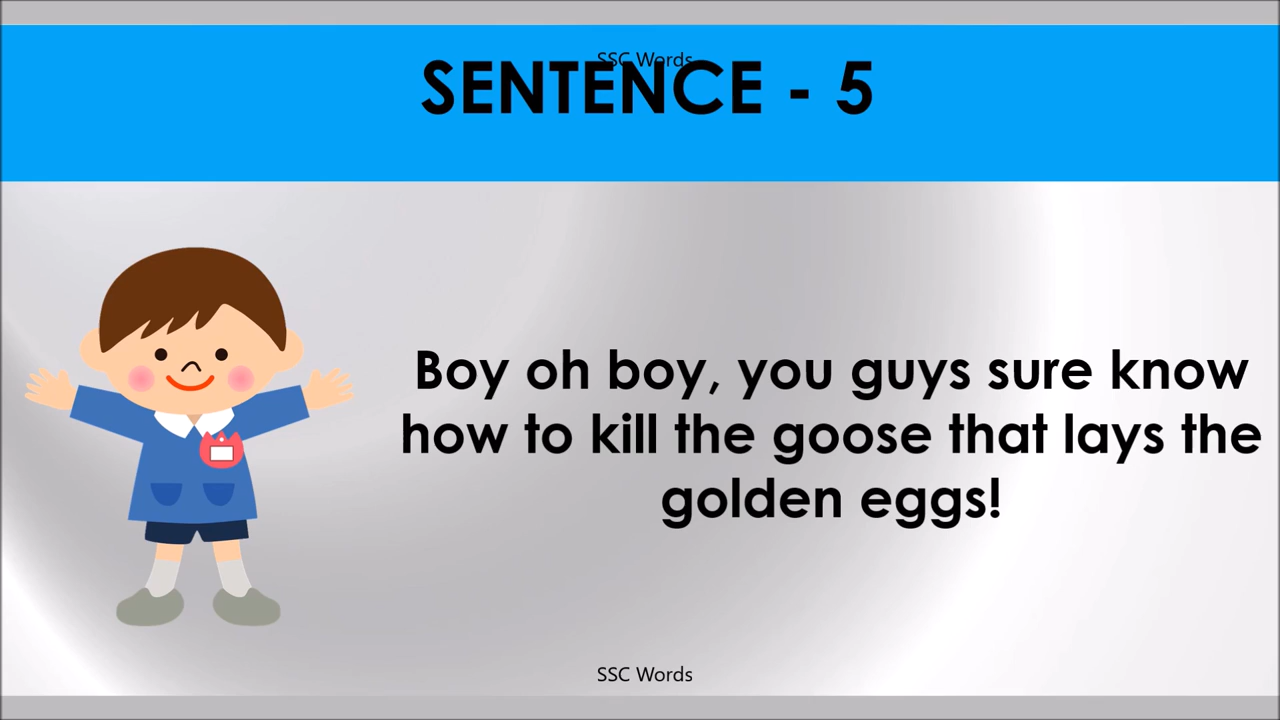 SSC Words
SENTENCE - 5
Boy oh boy, you guys sure know
how to kill the goose that lays the
golden eggs!
SSC Words